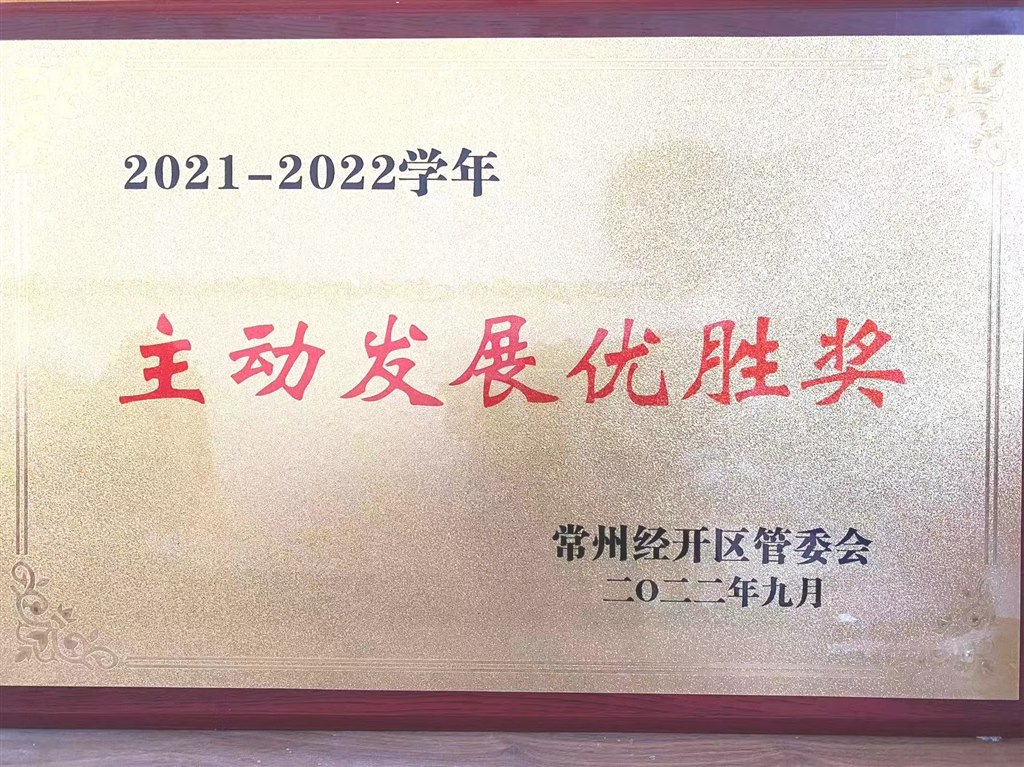 2021-2022学年
主动发展优胜奖
常州经开区管委会
二〇二二年九月